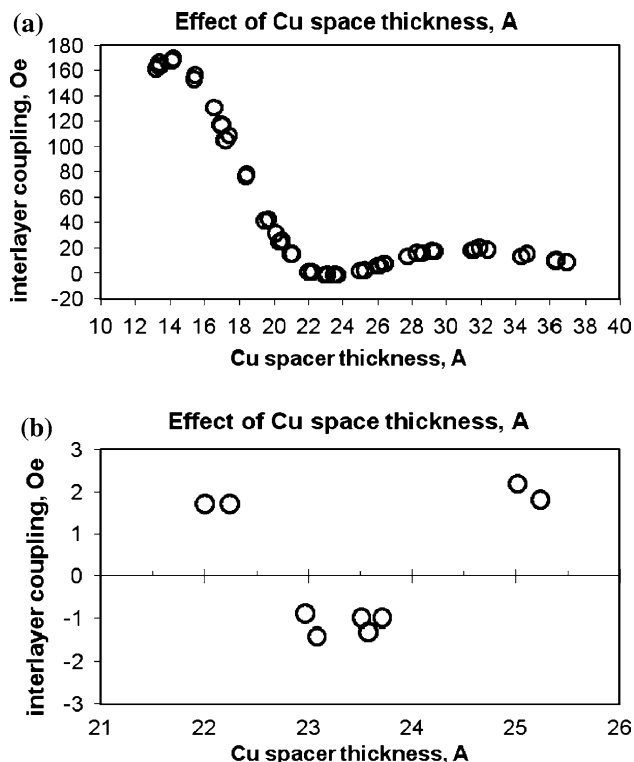 (a) Effect of Cu space thickness, A
interlayer coupling, Oe
180
160
140
120
100
80
60
40
20
0
-20
10 12 14 16 18 20 22 24 26 28 30 32 34 36 38 40
Cu spacer thickness, A
(b) Effect of Cu space thickness, A
interlayer coupling, Oe
3
2
1
0
-1
-2
-3
21 22 23 24 25 26
Cu spacer thickness, A